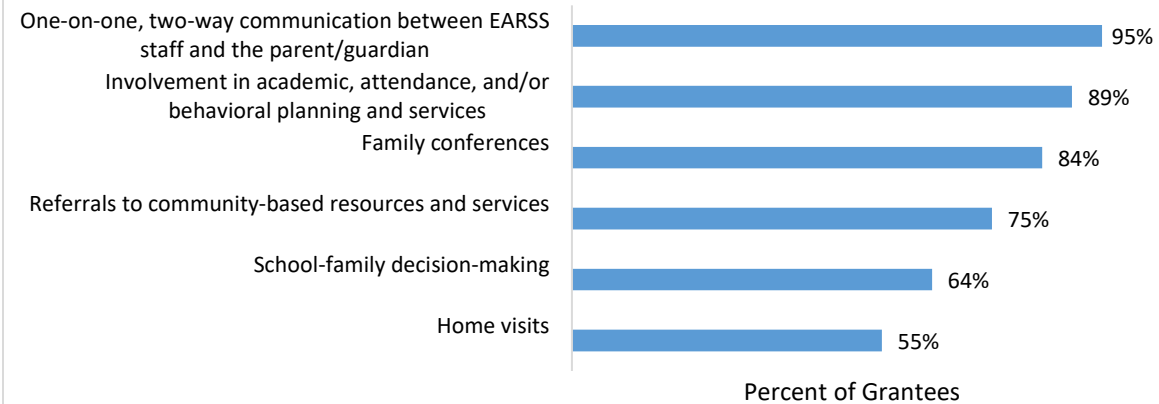 One-on-one, two-way communication between EARSS
staff and the parent/guardian
95%
Involvement in academic, attendance, and/or
behavioral planning and services
89%
Family conferences
84%
Referrals to community-based resources and services
75%
School-family decision-making
64%
Home visits
55%
Percent of Grantees